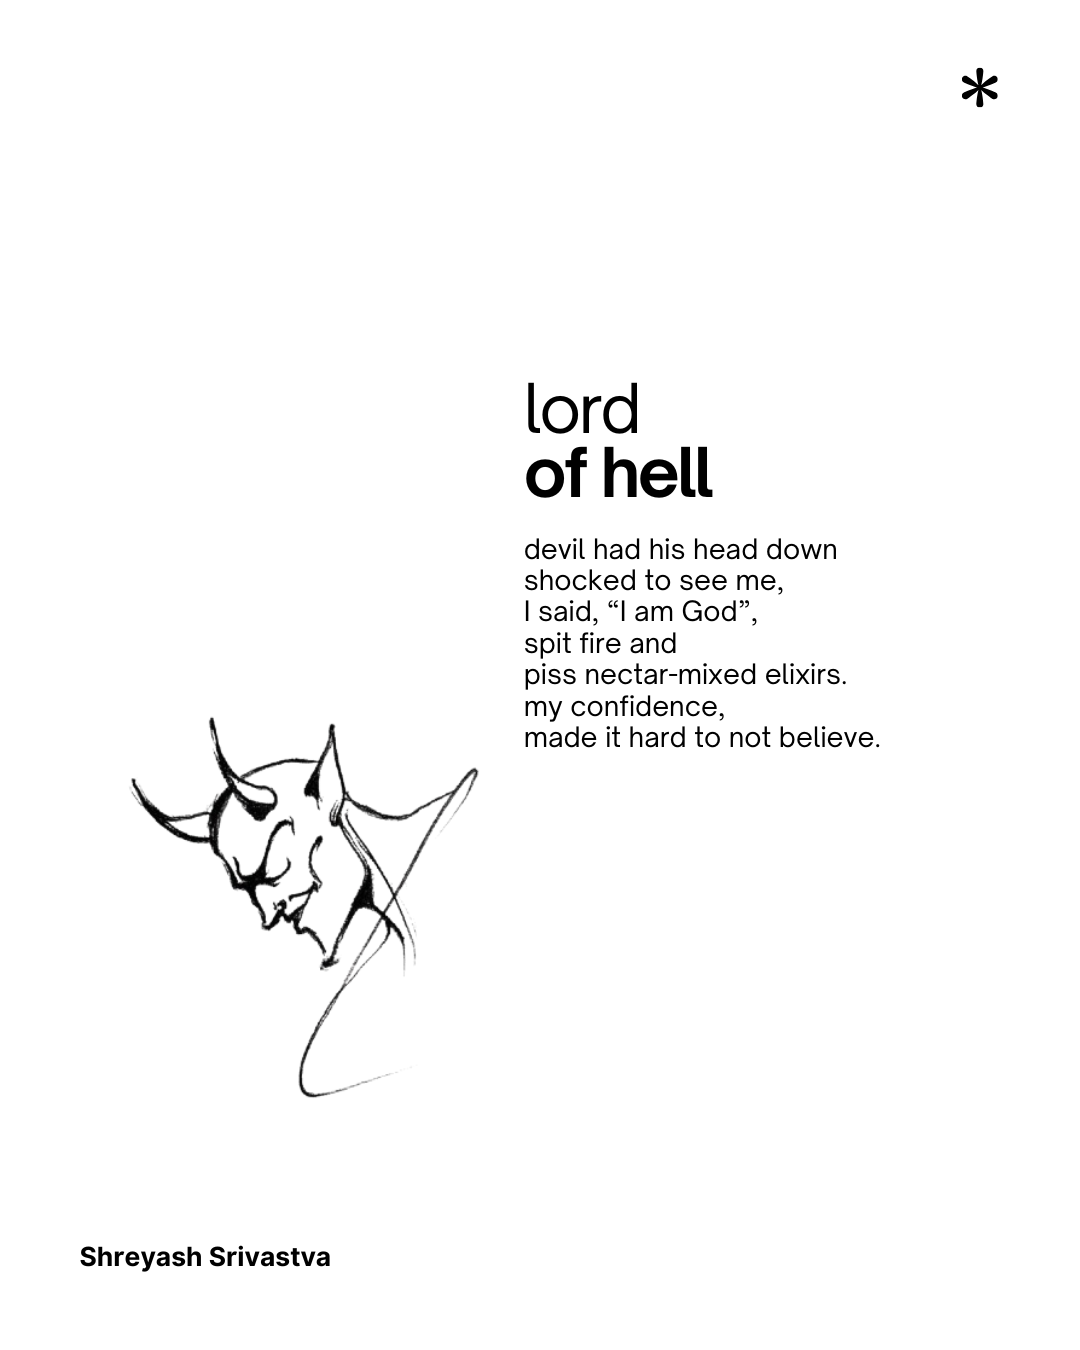 *
lord
of hell
devil had his head down
shocked to see me,
I said, “I am God”,
spit fire and
piss nectar-mixed elixirs.
my confidence,
made it hard to not believe.
Shreyash Srivastva